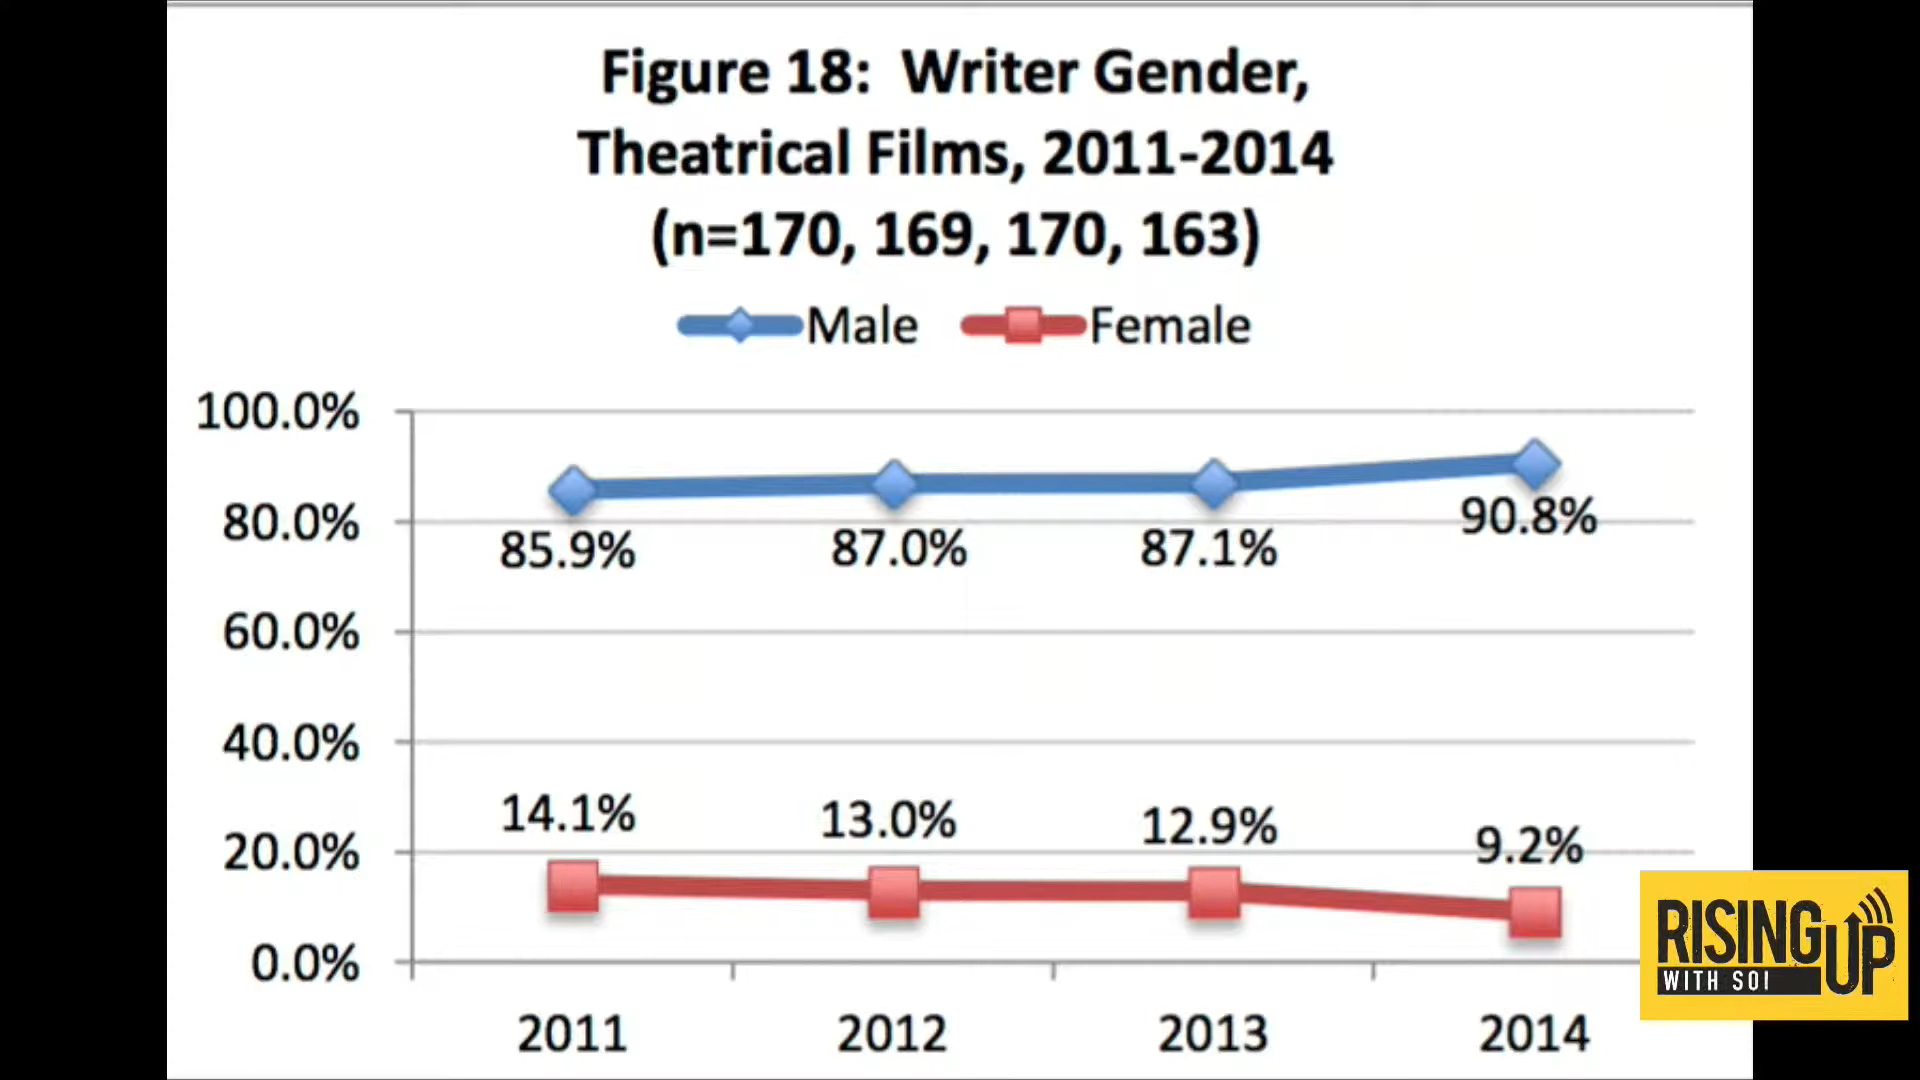 Figure 18:  Writer Gender,
Theatrical Films, 2011-2014
(n=170, 169, 170, 163)
Male Female
100.0%
80.0%
85.9% 87.0% 87.1% 90.8%
60.0%
40.0%
14.1% 13.0% 12.9% 9.2%
20.0%
0.0%
2011 2012 2013 2014
RISING UP
WITH SOI